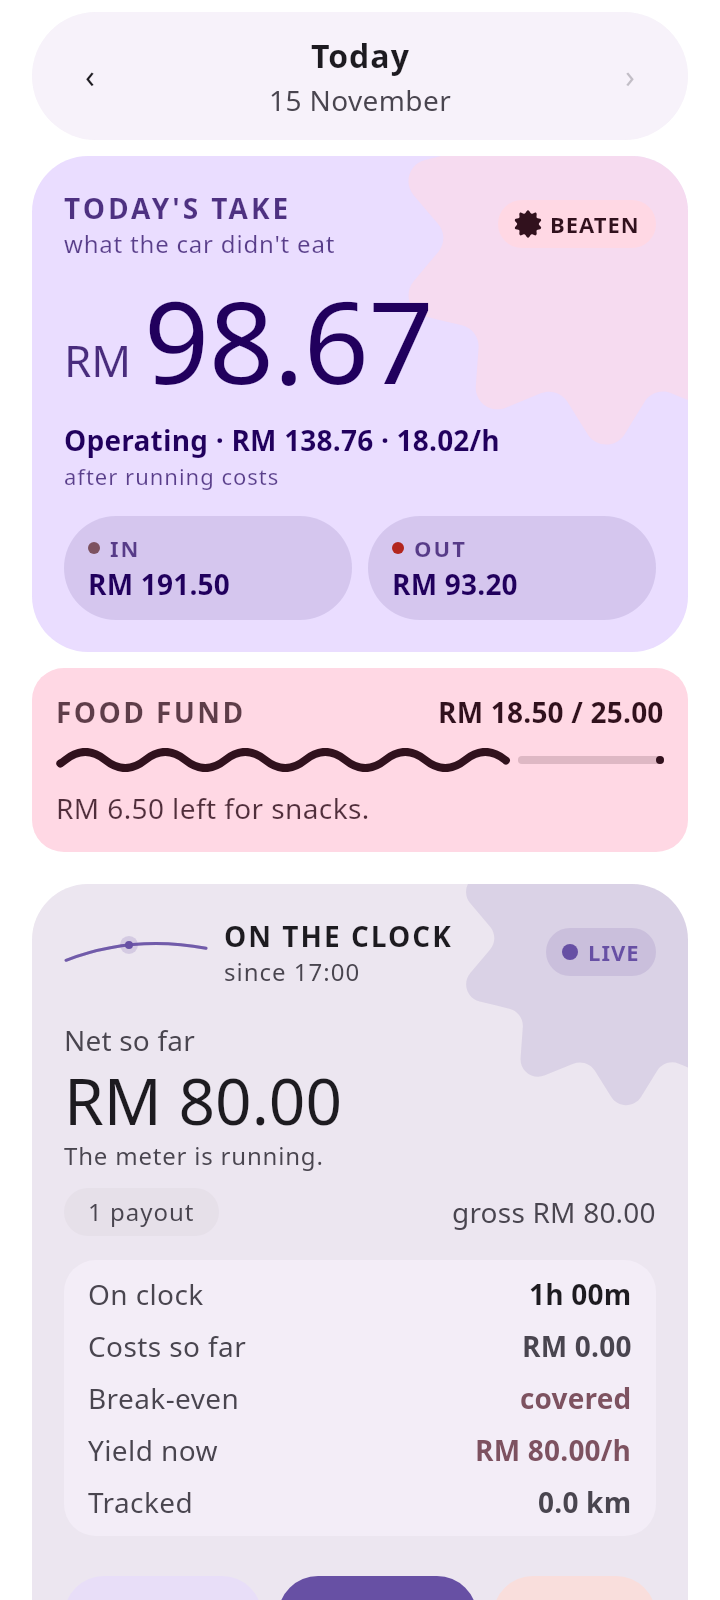 ‹
Today
›
15 November
TODAY'S TAKE
what the car didn't eat
BEATEN
RM 98.67
Operating · RM 138.76 · 18.02/h
after running costs
IN
RM 191.50
OUT
RM 93.20
FOOD FUND
RM 18.50 / 25.00
RM 6.50 left for snacks.
ON THE CLOCK
since 17:00
LIVE
Net so far
RM 80.00
The meter is running.
1 payout
gross RM 80.00
On clock 1h 00m
Costs so far RM 0.00
Break-even covered
Yield now RM 80.00/h
Tracked 0.0 km